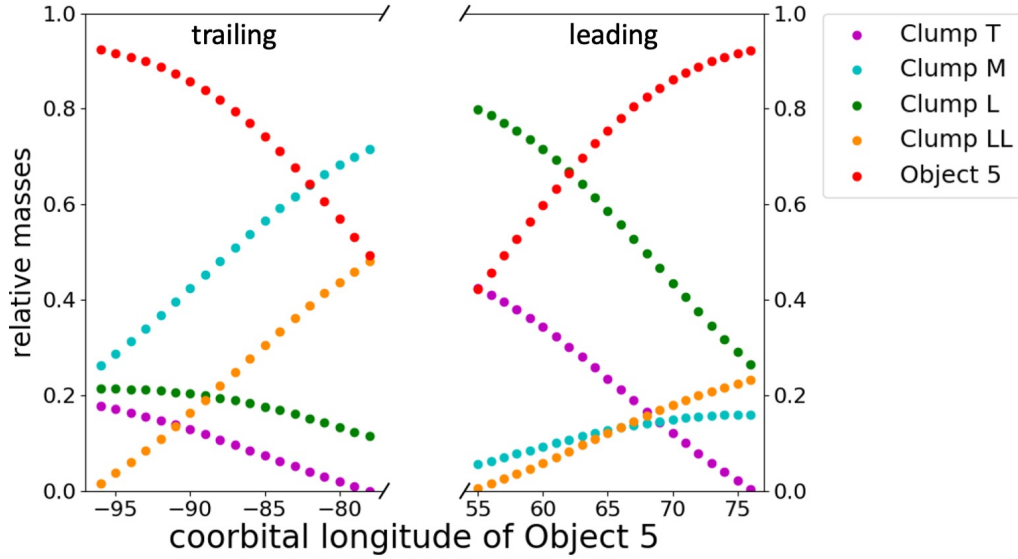 trailing
leading
relative masses
1.0
0.8
0.6
0.4
0.2
0.0
1.0
0.8
0.6
0.4
0.2
0.0
−95
−90
−85
−80
55
60
65
70
75
coorbital longitude of Object 5
Clump T
Clump M
Clump L
Clump LL
Object 5